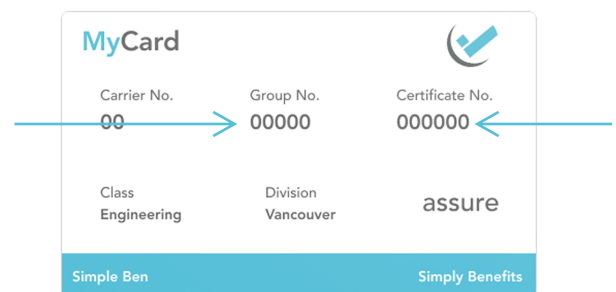 MyCard
Carrier No. Group No. Certificate No.
00 00000 000000
Class Division
Engineering Vancouver assure
Simple Ben Simply Benefits